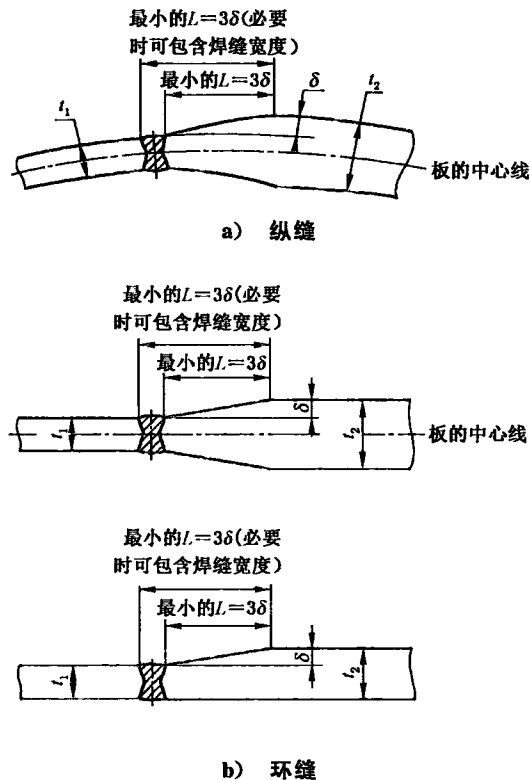 最小的L=3δ(必要
时可包含焊缝宽度)
最小的L=3δ
δ
t₂
t₁
板的中心线
a) 纵缝
最小的L=3δ(必要
时可包含焊缝宽度)
最小的L=3δ
δ
t₁
t₂
板的中心线
最小的L=3δ(必要
时可包含焊缝宽度)
最小的L=3δ
δ
t₁
t₂
b) 环缝